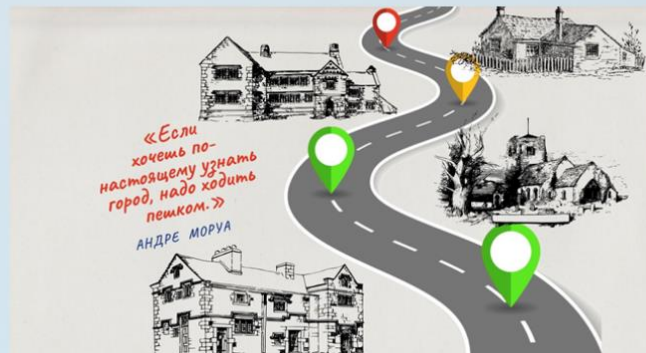 «Если
хочешь по-
настоящему узнать
город, надо ходить
пешком.»
АНДРЕ МОРУА